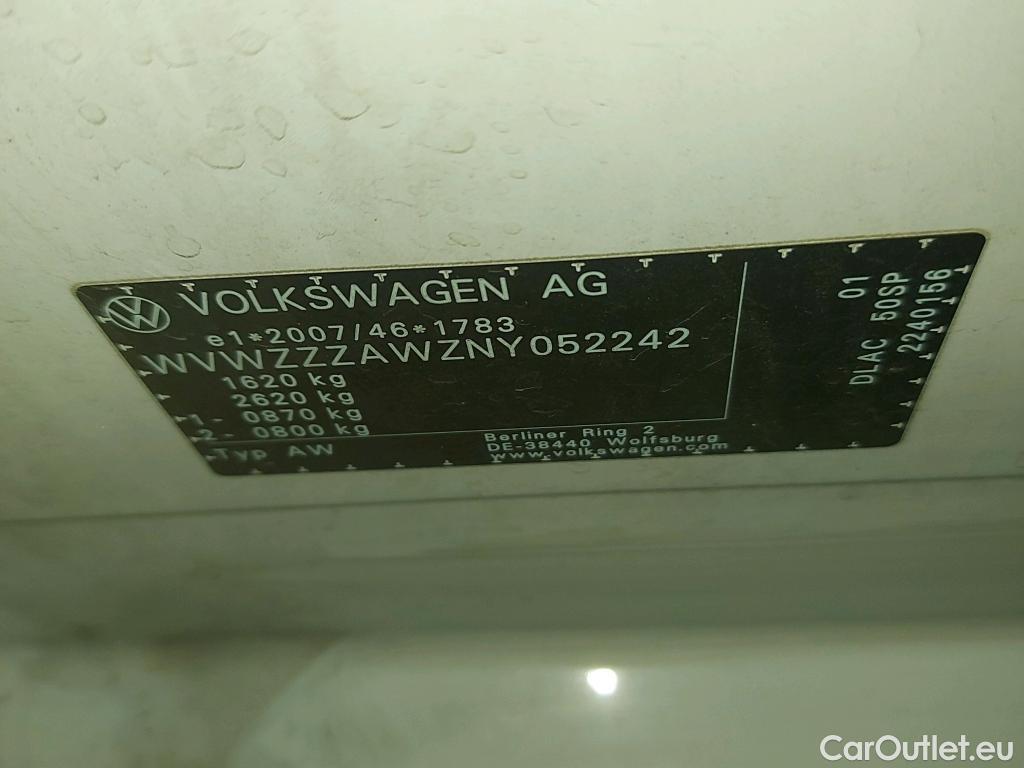 VOLKSWAGEN AG
e1*2007/46*1783
WVWZZZAWZNY052242
1620 kg
2620 kg
1- 0870 kg
2- 0800 kg
Typ AW
Berliner Ring 2
DE-38440 Wolfsburg
www.volkswagen.com
01
DLAC 50SP
2240156
CarOutlet.eu